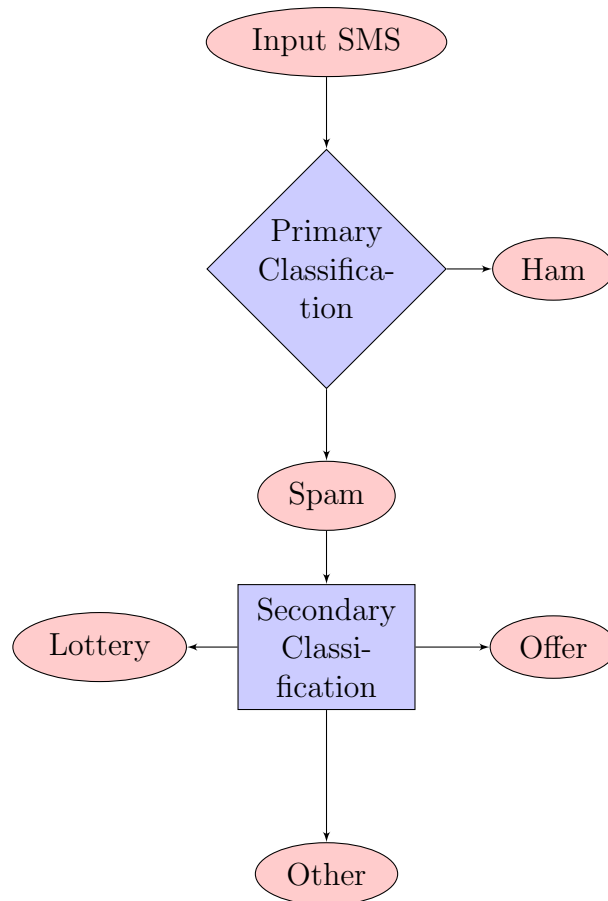 Input SMS
Primary
Classifica-
tion
Ham
Spam
Secondary
Classi-
fication
Lottery
Offer
Other